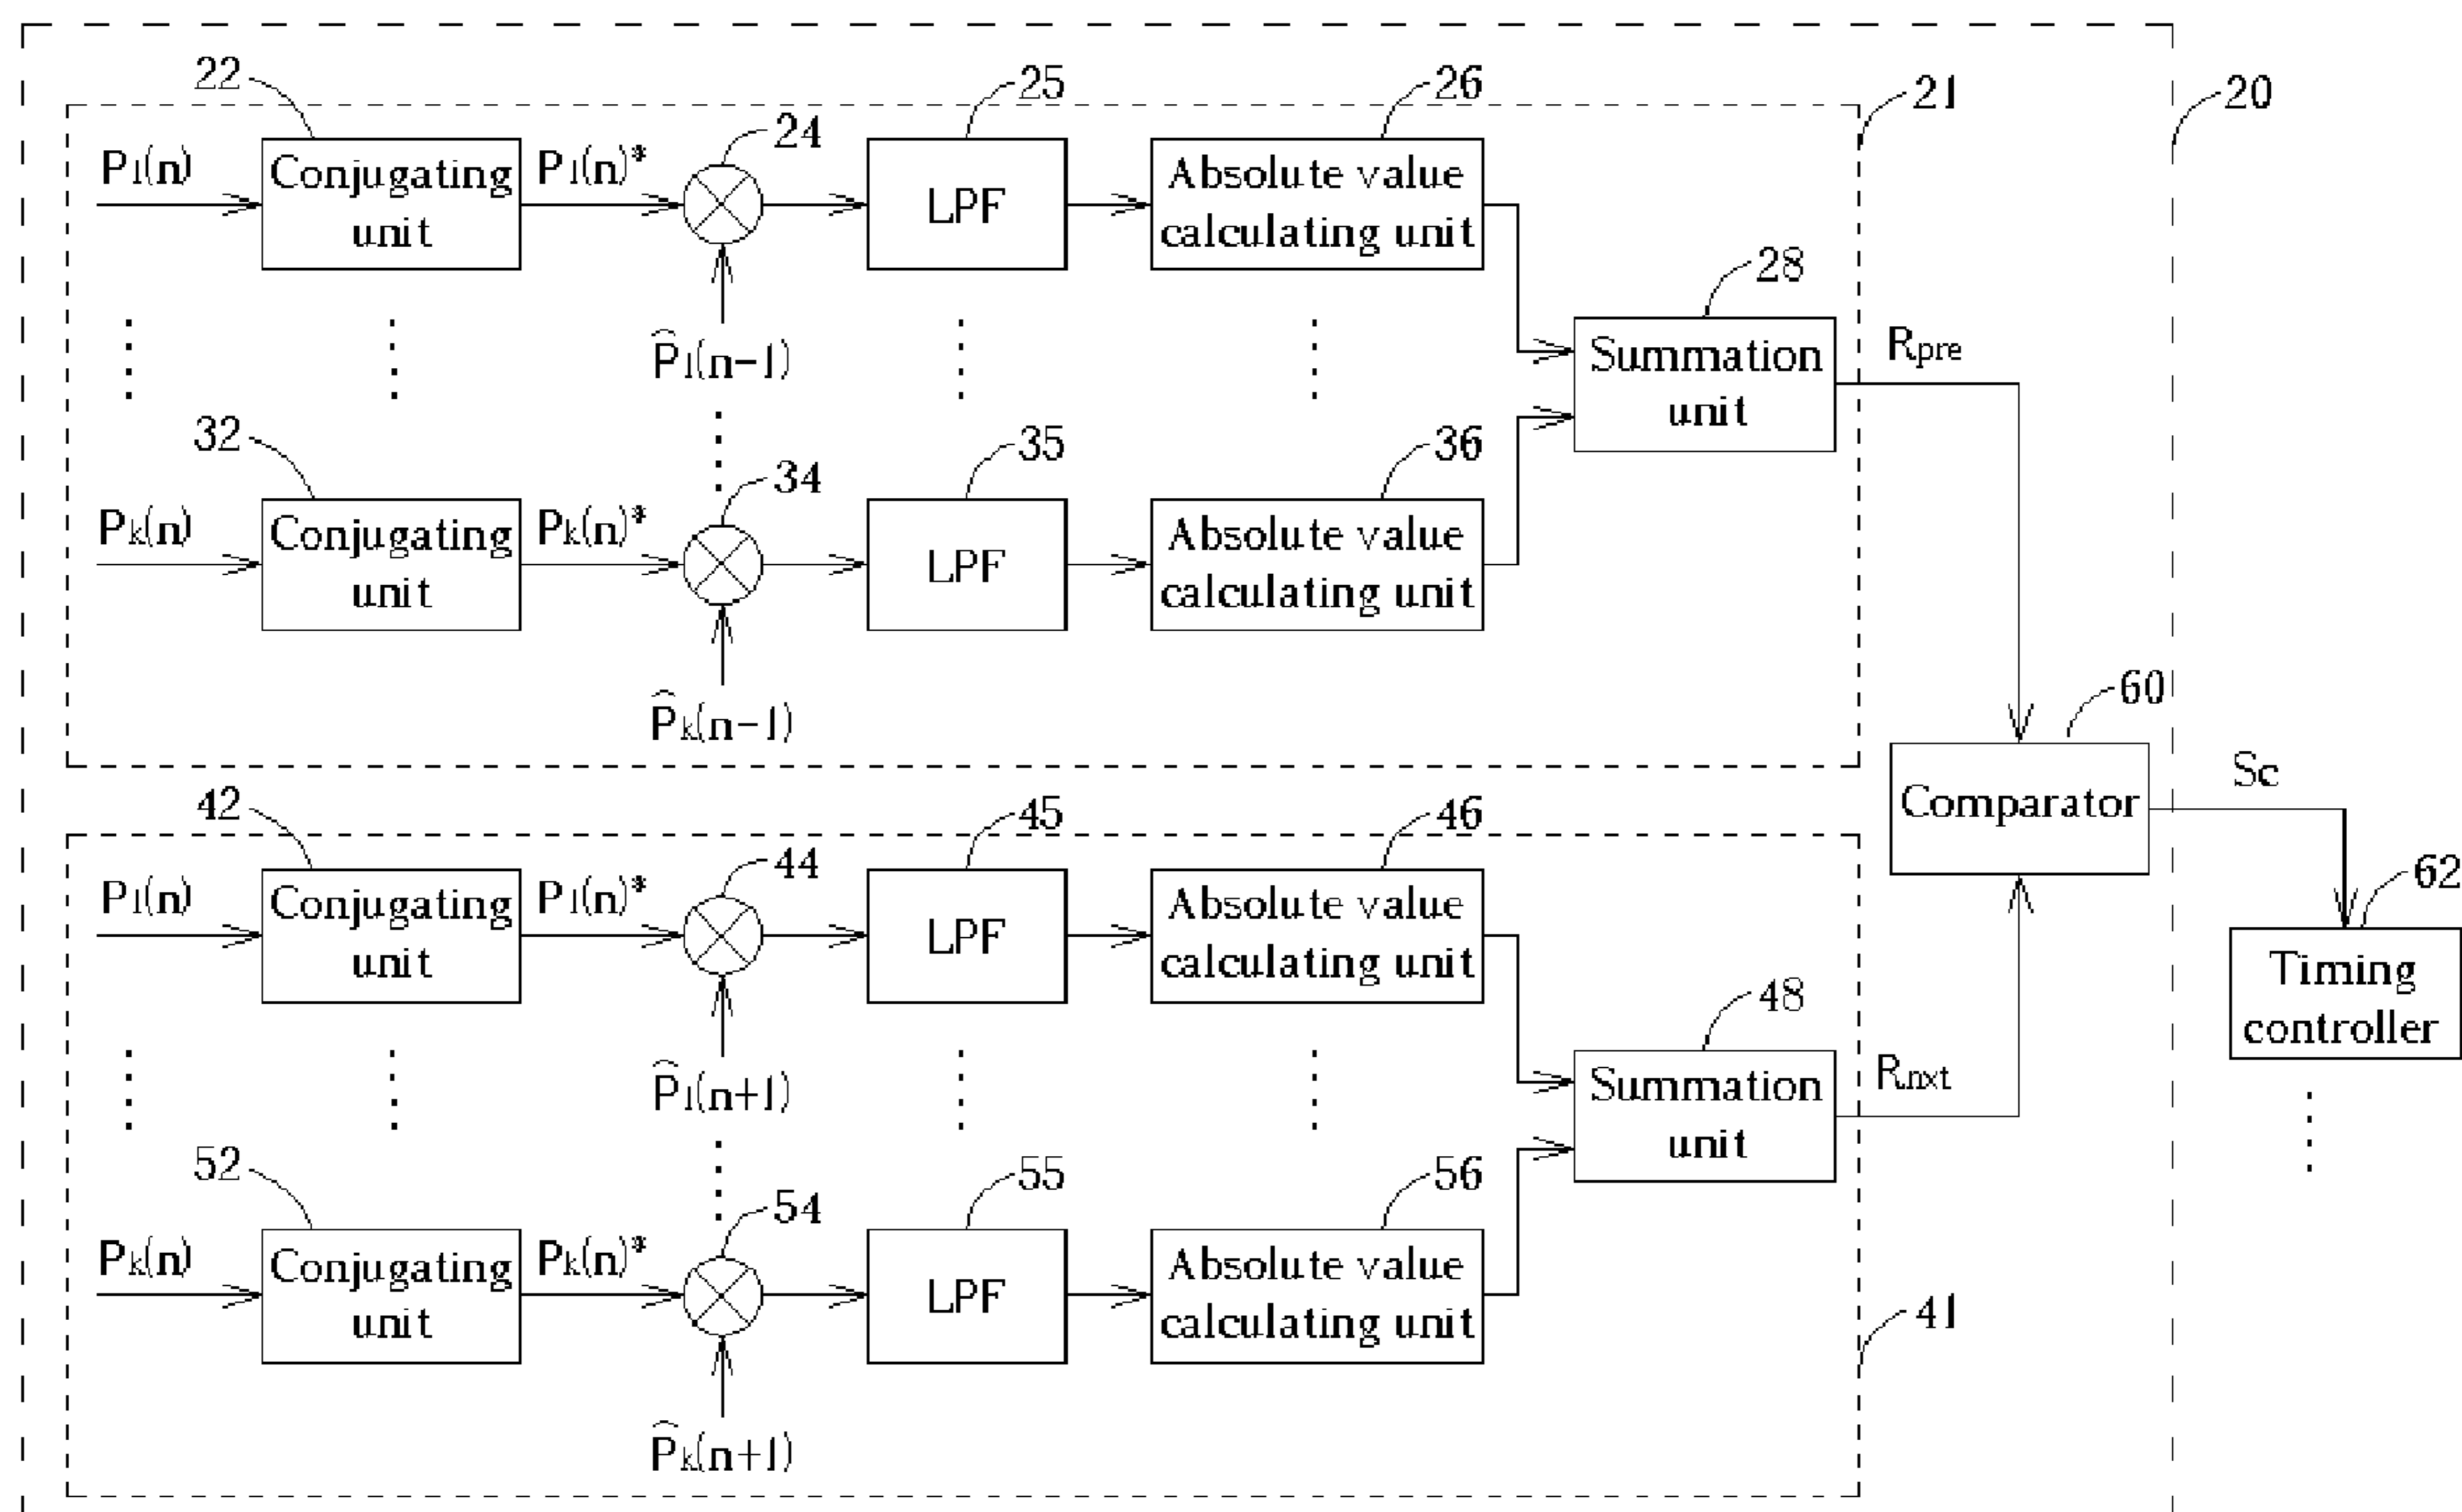 22
25
26
21
20
P1(n)
Conjugating
unit
P1(n)*
24
LPF
Absolute value
calculating unit
P̂1(n-1)
28
Summation
unit
Rpre
32
35
36
Pk(n)
Conjugating
unit
Pk(n)*
34
LPF
Absolute value
calculating unit
P̂k(n-1)
60
Comparator
Sc
62
Timing
controller
42
45
46
P1(n)
Conjugating
unit
P1(n)*
44
LPF
Absolute value
calculating unit
P̂1(n+1)
48
Summation
unit
Rnxt
52
55
56
Pk(n)
Conjugating
unit
Pk(n)*
54
LPF
Absolute value
calculating unit
P̂k(n+1)
41